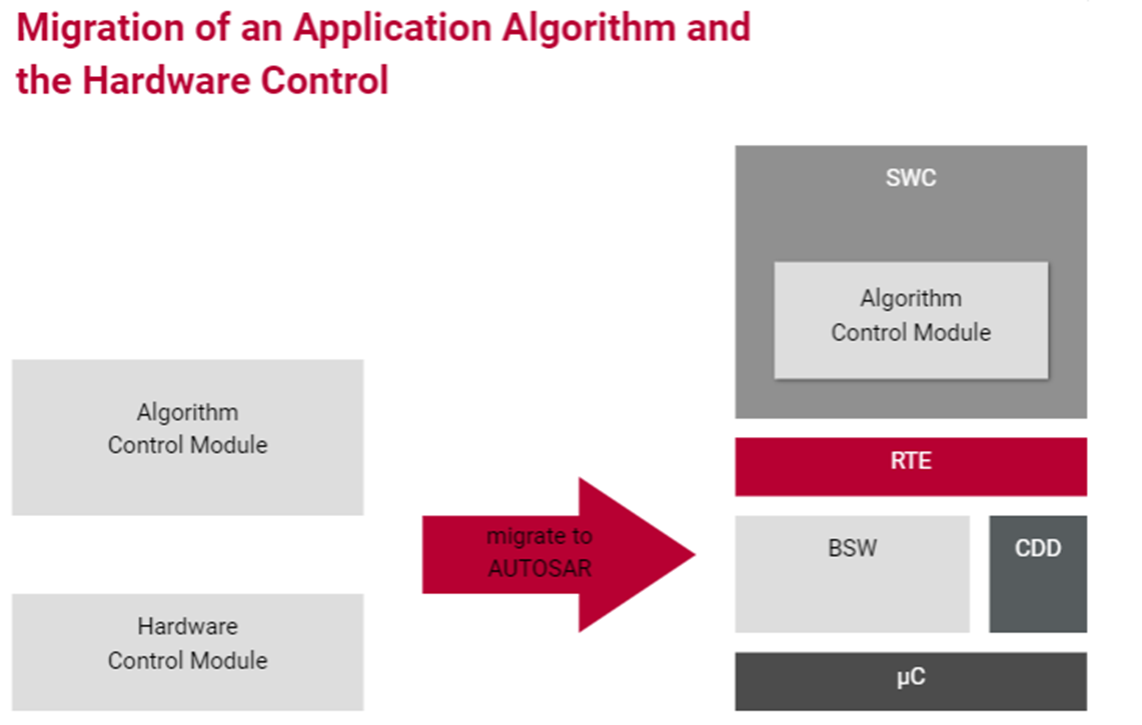 Migration of an Application Algorithm and
the Hardware Control
Algorithm
Control Module
Hardware
Control Module
migrate to
AUTOSAR
SWC
Algorithm
Control Module
RTE
BSW
CDD
µC